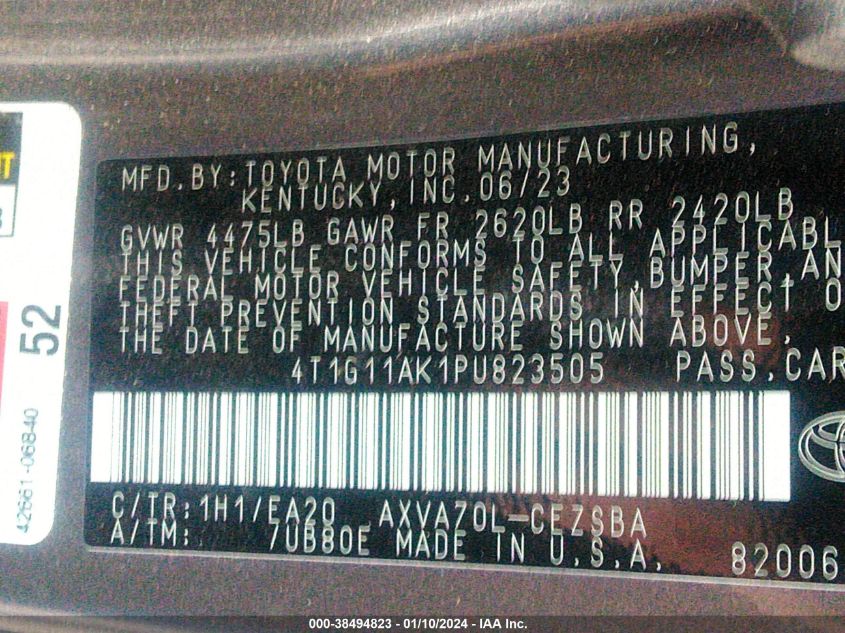 MFD.BY:TOYOTA MOTOR MANUFACTURING,
KENTUCKY,INC.06/23
GVWR 4475LB GAWR FR 2620LB RR 2420LB
THIS VEHICLE CONFORMS TO ALL APPLICABL
FEDERAL MOTOR VEHICLE SAFETY,BUMPER,AN
THEFT PREVENTION STANDARDS IN EFFECT O
THE DATE OF MANUFACTURE SHOWN ABOVE.
4T1G11AK1PU823505 PASS.CAR
C/TR:1H1/EA20 AXVA70L-CEZSBA
A/TM: 7UB80E MADE IN U.S.A. 82006
52
42661-06840
000-38494823 - 01/10/2024 - IAA Inc.